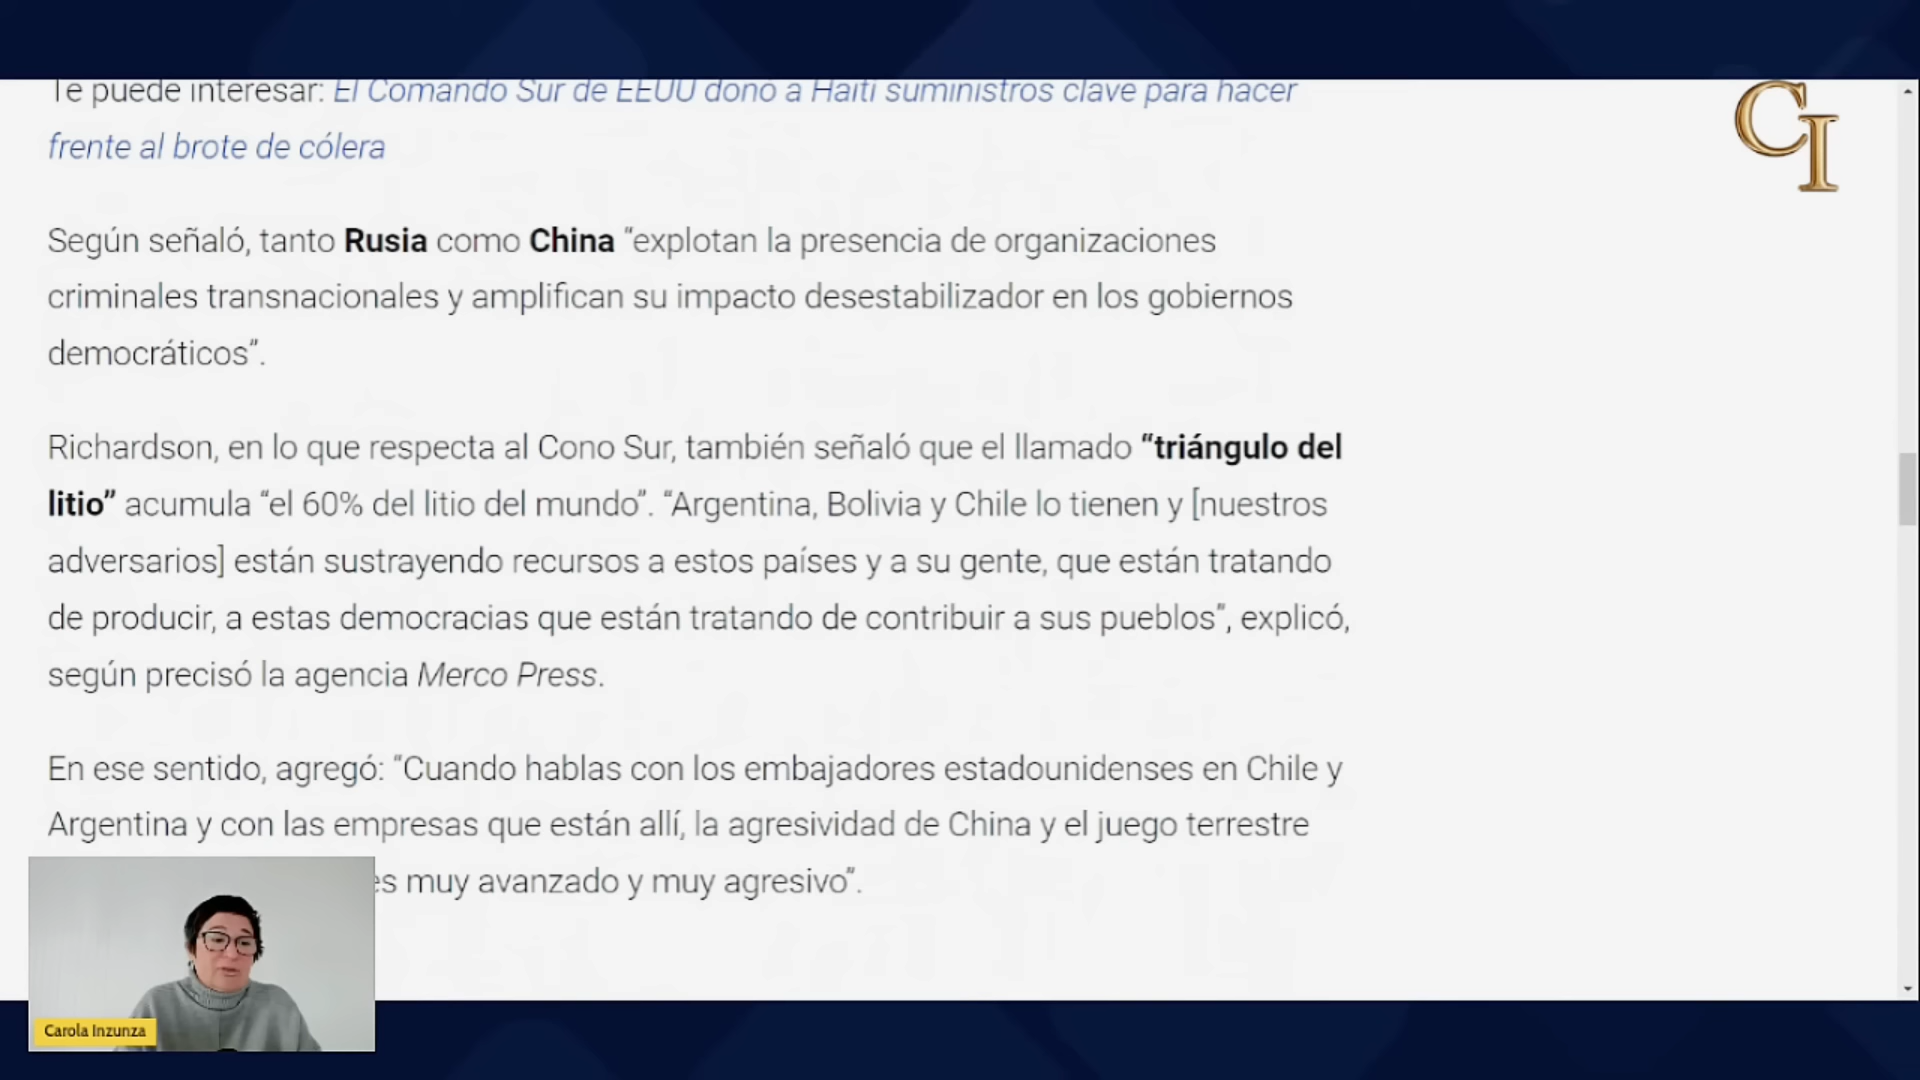 Te puede interesar: El Comando Sur de EEUU donó a Haití suministros clave para hacer
frente al brote de cólera
CI
Según señaló, tanto Rusia como China “explotan la presencia de organizaciones
criminales transnacionales y amplifican su impacto desestabilizador en los gobiernos
democráticos”.
Richardson, en lo que respecta al Cono Sur, también señaló que el llamado “triángulo del
litio” acumula “el 60% del litio del mundo”. “Argentina, Bolivia y Chile lo tienen y [nuestros
adversarios] están sustrayendo recursos a estos países y a su gente, que están tratando
de producir, a estas democracias que están tratando de contribuir a sus pueblos”, explicó,
según precisó la agencia Merco Press.
En ese sentido, agregó: “Cuando hablas con los embajadores estadounidenses en Chile y
Argentina y con las empresas que están allí, la agresividad de China y el juego terrestre
es muy avanzado y muy agresivo”.
Carola Inzunza